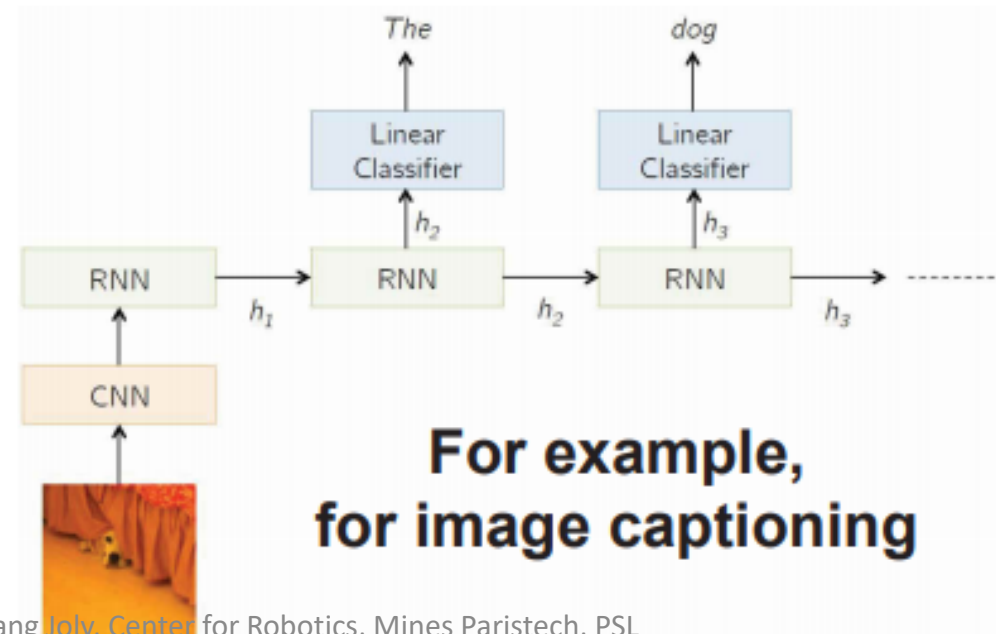 The dog
Linear Classifier Linear Classifier
h₂ h₃
RNN RNN RNN
h₁ h₂ h₃
CNN
For example,
for image captioning
Joly, Center for Robotics, Mines Paristech, PSL